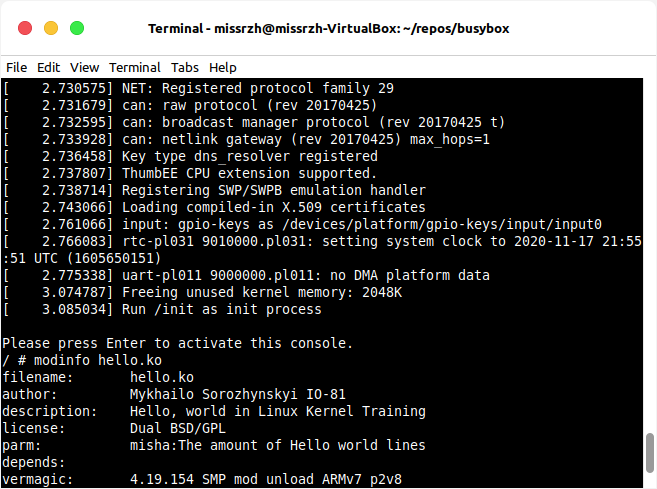 Terminal - missrzh@missrzh-VirtualBox: ~/repos/busybox
File Edit View Terminal Tabs Help
[    2.730575] NET: Registered protocol family 29
[    2.731679] can: raw protocol (rev 20170425)
[    2.732595] can: broadcast manager protocol (rev 20170425 t)
[    2.733928] can: netlink gateway (rev 20170425) max_hops=1
[    2.736458] Key type dns_resolver registered
[    2.737807] ThumbEE CPU extension supported.
[    2.738714] Registering SWP/SWPB emulation handler
[    2.743066] Loading compiled-in X.509 certificates
[    2.761066] input: gpio-keys as /devices/platform/gpio-keys/input/input0
[    2.766083] rtc-pl031 9010000.pl031: setting system clock to 2020-11-17 21:55
:51 UTC (1605650151)
[    2.775338] uart-pl011 9000000.pl011: no DMA platform data
[    3.074787] Freeing unused kernel memory: 2048K
[    3.085034] Run /init as init process
Please press Enter to activate this console.
/ # modinfo hello.ko
filename:       hello.ko
author:         Mykhailo Sorozhynskyi IO-81
description:    Hello, world in Linux Kernel Training
license:        Dual BSD/GPL
parm:           misha:The amount of Hello world lines
depends:
vermagic:       4.19.154 SMP mod_unload ARMv7 p2v8